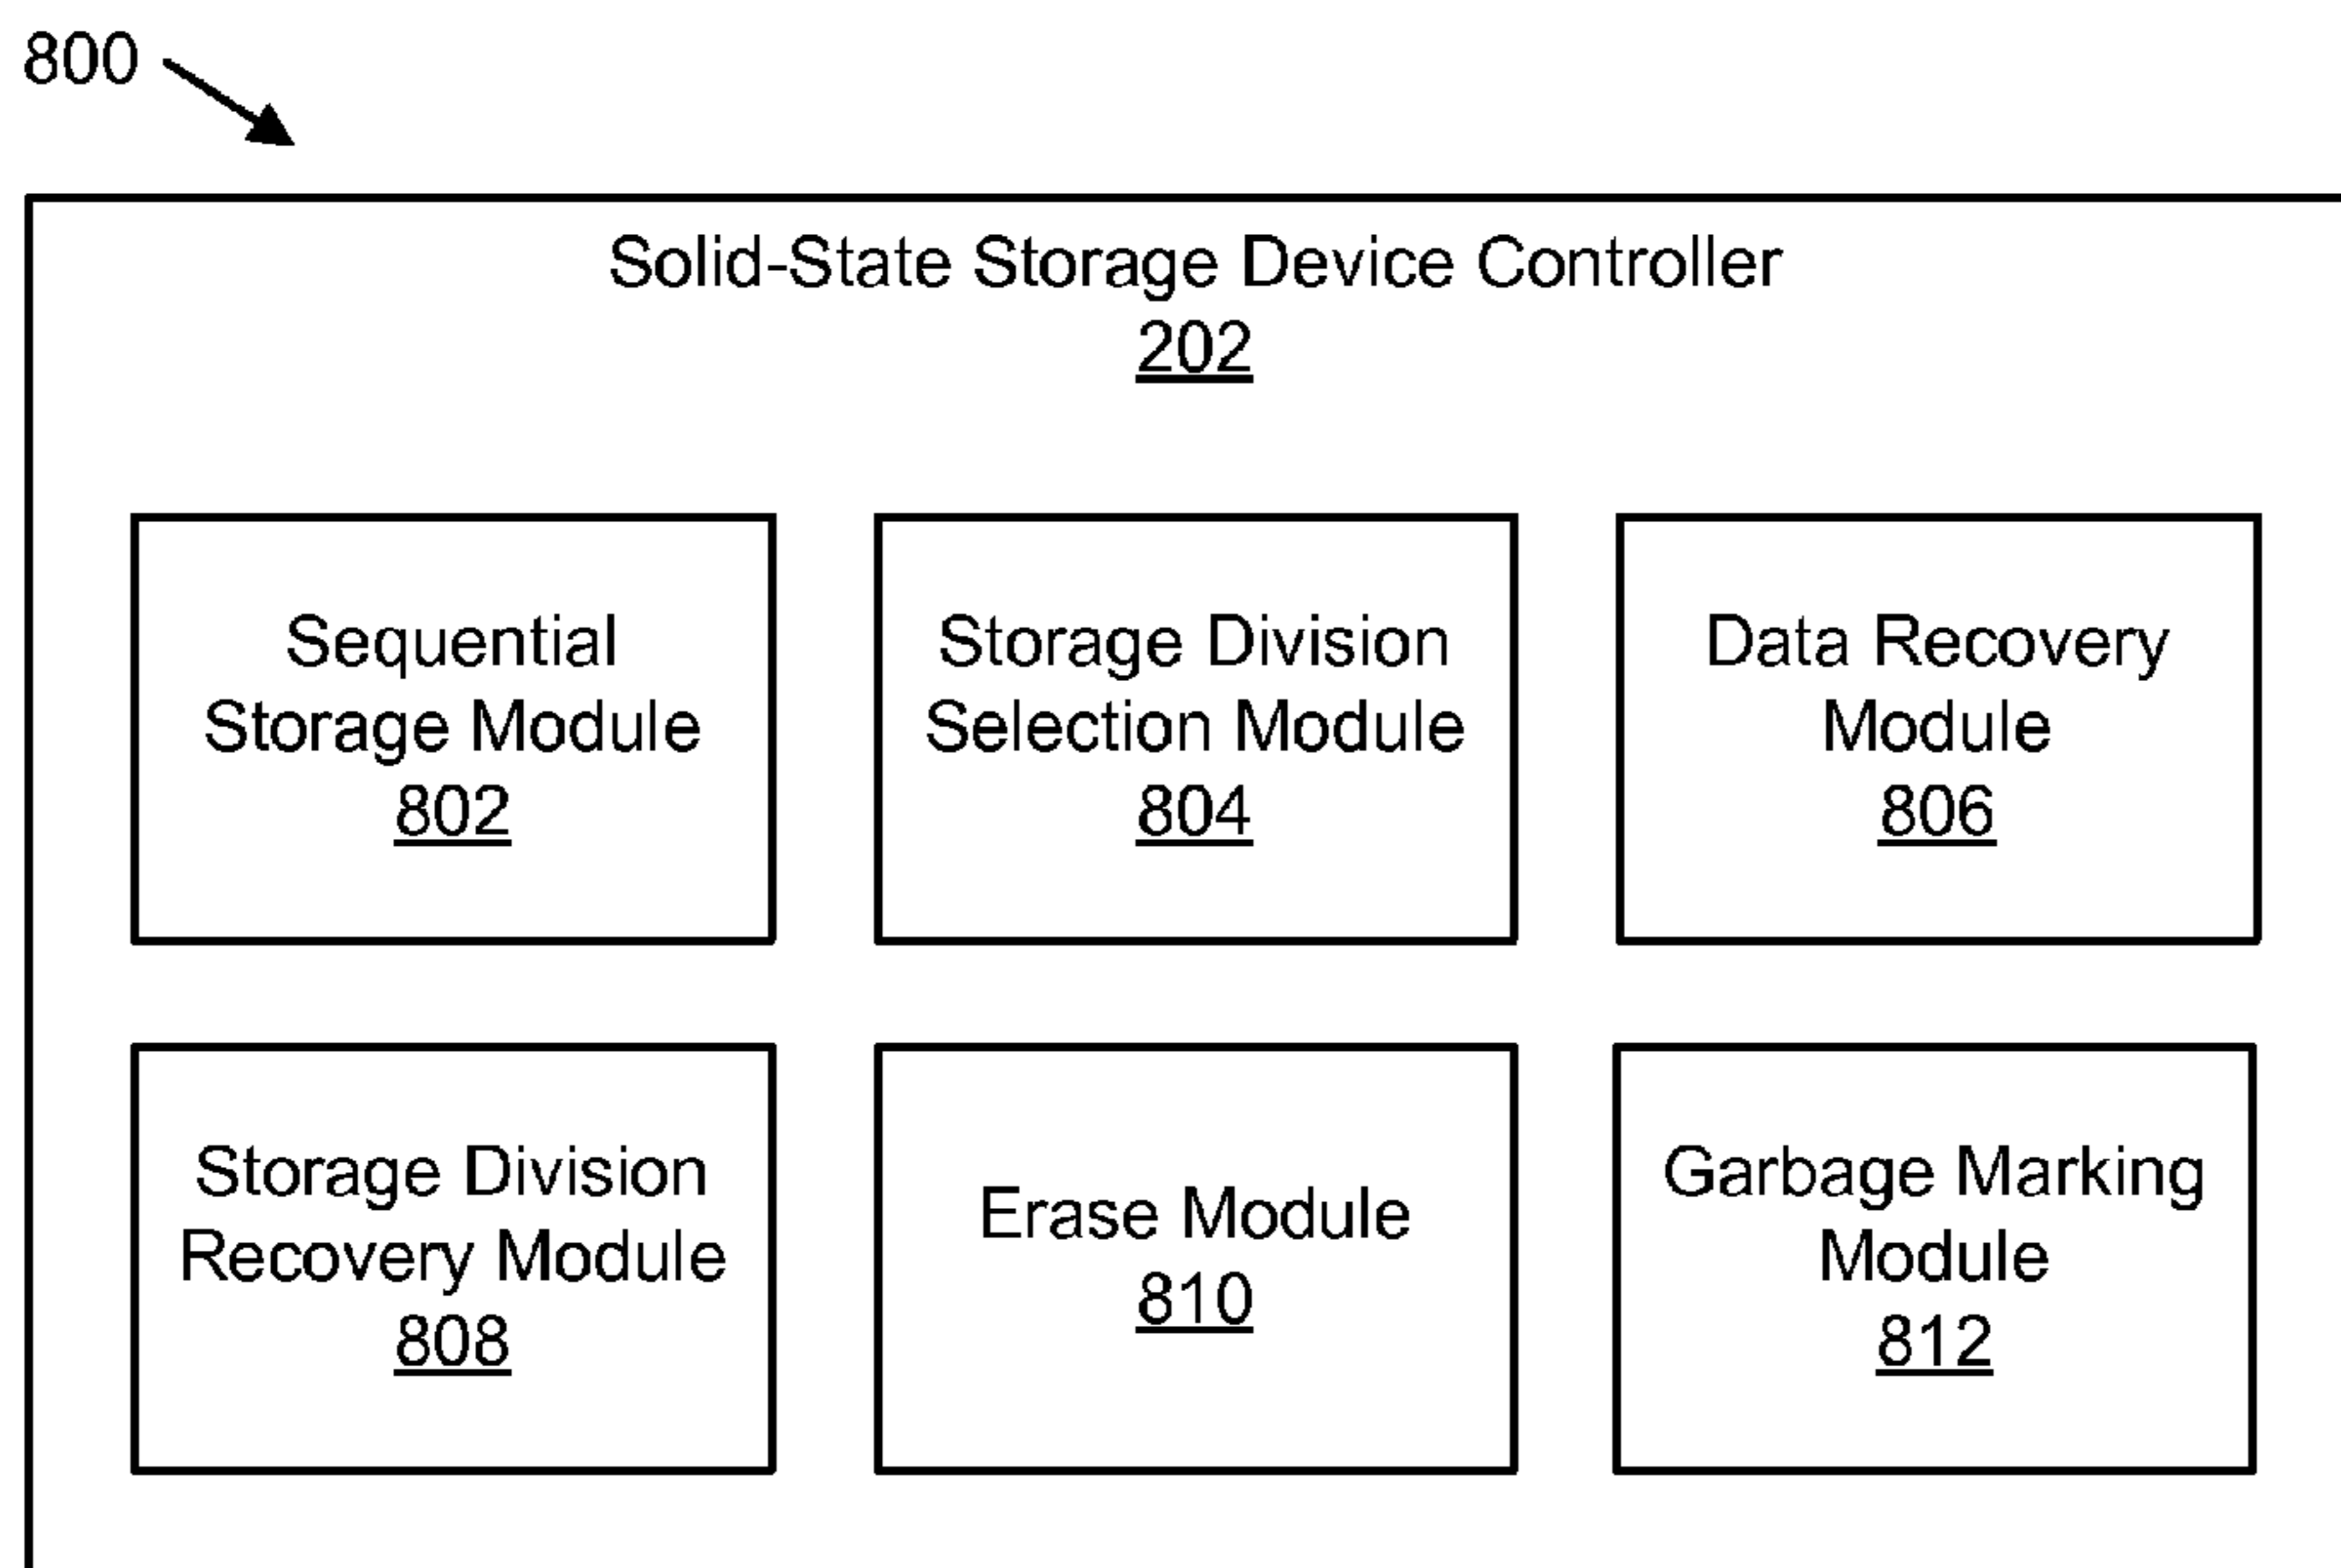 800
Solid-State Storage Device Controller
202
Sequential
Storage Module
802
Storage Division
Selection Module
804
Data Recovery
Module
806
Storage Division
Recovery Module
808
Erase Module
810
Garbage Marking
Module
812